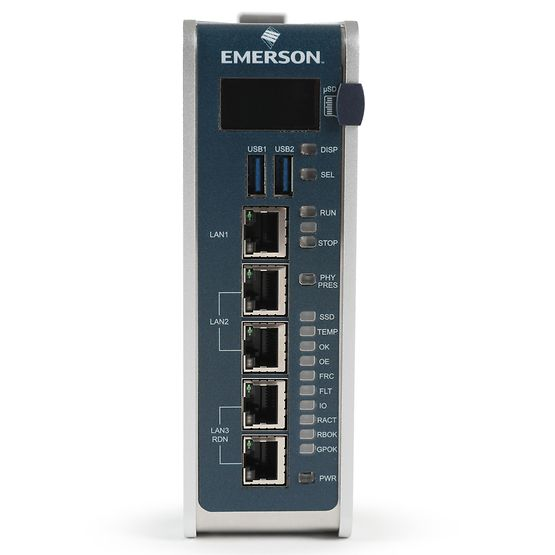 EMERSON
µSD
USB1
USB2
DISP
SEL
RUN
LAN1
STOP
PHY
PRES
LAN2
SSD
TEMP
OK
OE
FRC
FLT
IO
RACT
LAN3
RDN
RBOK
GPOK
PWR